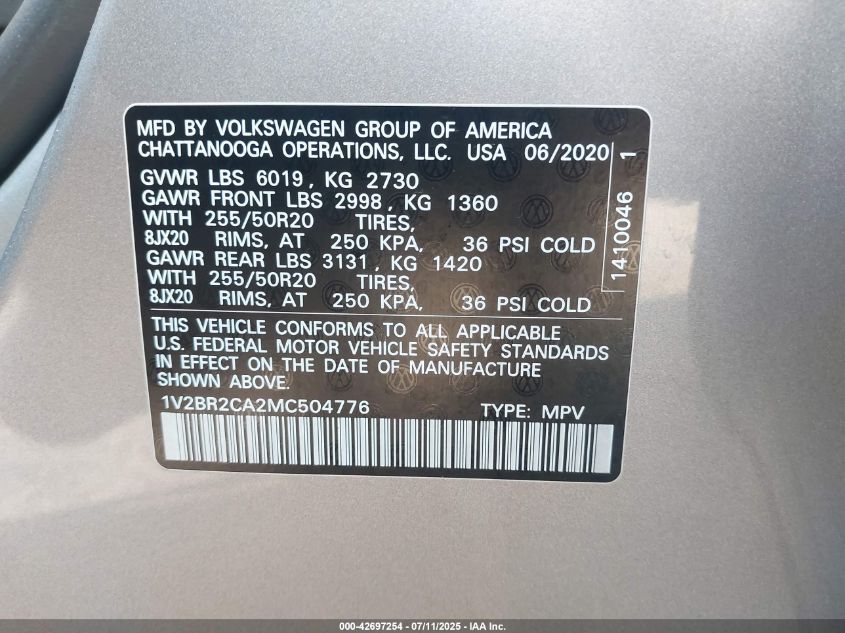 MFD BY VOLKSWAGEN GROUP OF AMERICA
CHATTANOOGA OPERATIONS, LLC. USA 06/2020
GVWR LBS 6019, KG 2730
GAWR FRONT LBS 2998, KG 1360
WITH 255/50R20 TIRES,
8JX20 RIMS, AT 250 KPA, 36 PSI COLD
GAWR REAR LBS 3131, KG 1420
WITH 255/50R20 TIRES,
8JX20 RIMS, AT 250 KPA, 36 PSI COLD
1410046 1
THIS VEHICLE CONFORMS TO ALL APPLICABLE
U.S. FEDERAL MOTOR VEHICLE SAFETY STANDARDS
IN EFFECT ON THE DATE OF MANUFACTURE
SHOWN ABOVE.
1V2BR2CA2MC504776 TYPE: MPV
000-42697254 - 07/11/2025 - IAA Inc.